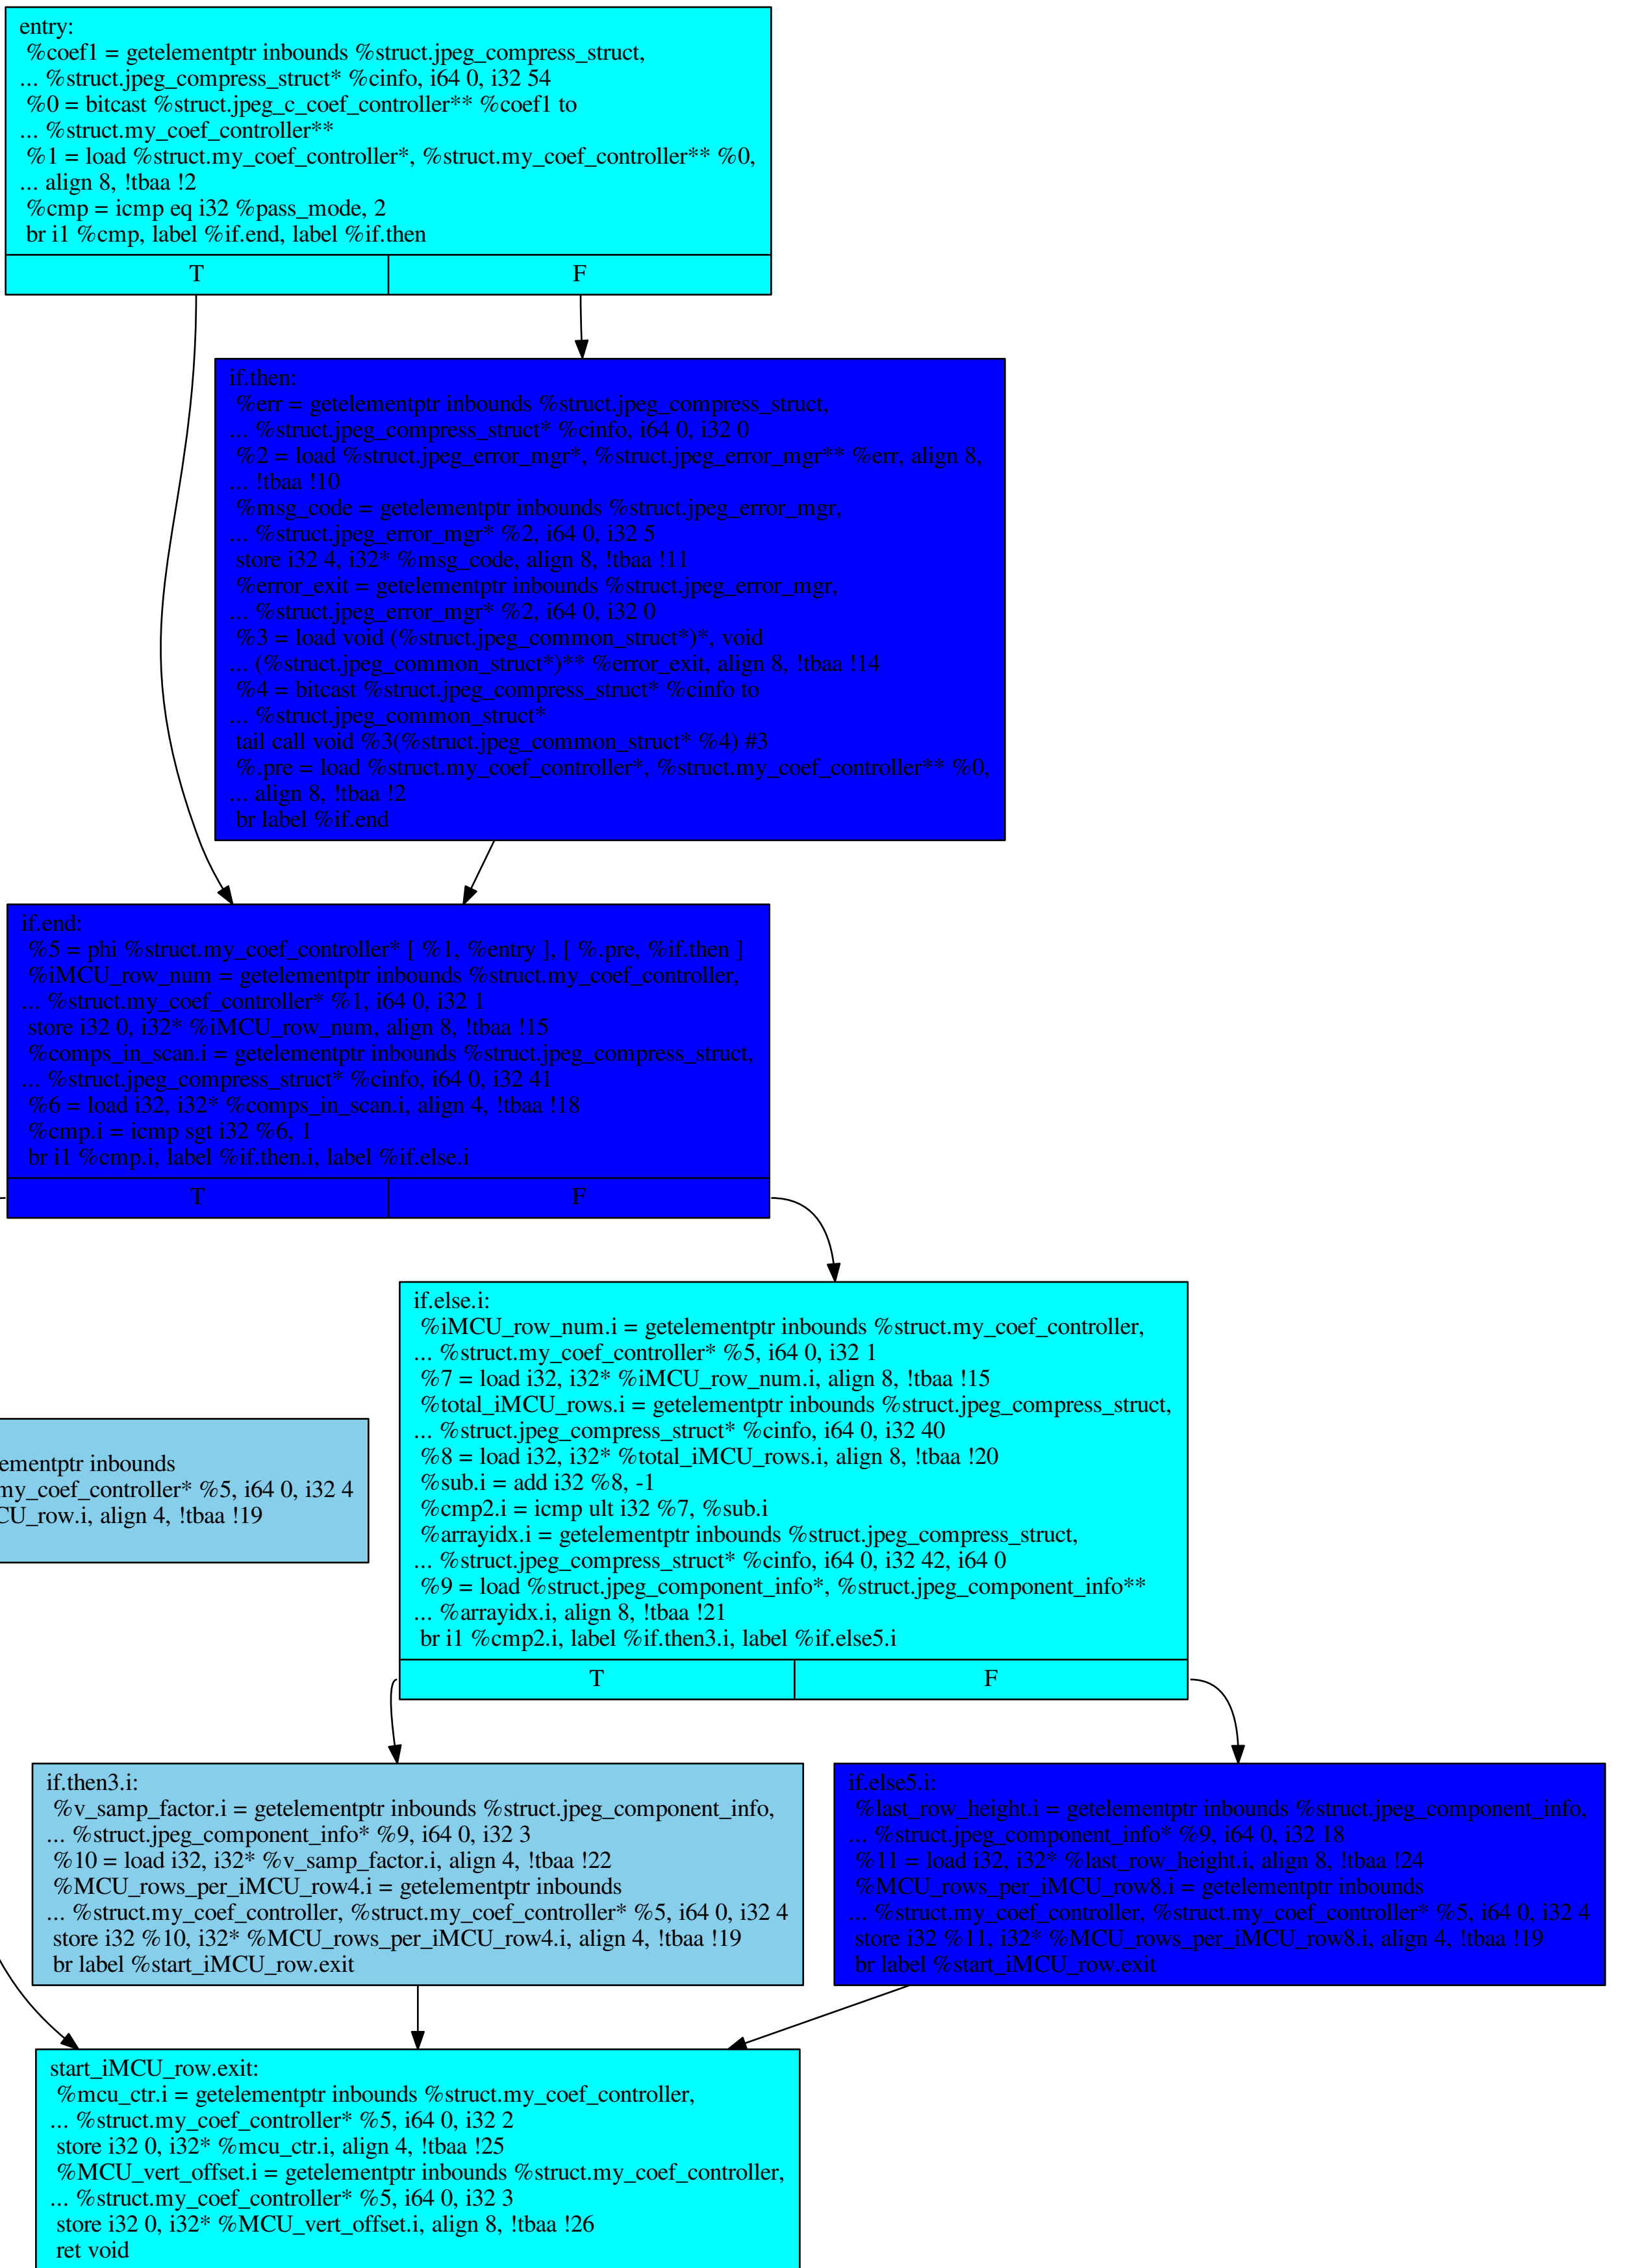 entry:
%coef1 = getelementptr inbounds %struct.jpeg_compress_struct,
... %struct.jpeg_compress_struct* %cinfo, i64 0, i32 54
%0 = bitcast %struct.jpeg_c_coef_controller** %coef1 to
... %struct.my_coef_controller**
%1 = load %struct.my_coef_controller*, %struct.my_coef_controller** %0,
... align 8, !tbaa !2
%cmp = icmp eq i32 %pass_mode, 2
br i1 %cmp, label %if.end, label %if.then
T
F
if.then:
%err = getelementptr inbounds %struct.jpeg_compress_struct,
... %struct.jpeg_compress_struct* %cinfo, i64 0, i32 0
%2 = load %struct.jpeg_error_mgr*, %struct.jpeg_error_mgr** %err, align 8,
... !tbaa !10
%msg_code = getelementptr inbounds %struct.jpeg_error_mgr,
... %struct.jpeg_error_mgr* %2, i64 0, i32 5
store i32 4, i32* %msg_code, align 8, !tbaa !11
%error_exit = getelementptr inbounds %struct.jpeg_error_mgr,
... %struct.jpeg_error_mgr* %2, i64 0, i32 0
%3 = load void (%struct.jpeg_common_struct*)*, void
... (%struct.jpeg_common_struct*)** %error_exit, align 8, !tbaa !14
%4 = bitcast %struct.jpeg_compress_struct* %cinfo to
... %struct.jpeg_common_struct*
tail call void %3(%struct.jpeg_common_struct* %4) #3
%.pre = load %struct.my_coef_controller*, %struct.my_coef_controller** %0,
... align 8, !tbaa !2
br label %if.end
if.end:
%5 = phi %struct.my_coef_controller* [ %1, %entry ], [ %.pre, %if.then ]
%iMCU_row_num = getelementptr inbounds %struct.my_coef_controller,
... %struct.my_coef_controller* %1, i64 0, i32 1
store i32 0, i32* %iMCU_row_num, align 8, !tbaa !15
%comps_in_scan.i = getelementptr inbounds %struct.jpeg_compress_struct,
... %struct.jpeg_compress_struct* %cinfo, i64 0, i32 41
%6 = load i32, i32* %comps_in_scan.i, align 4, !tbaa !18
%cmp.i = icmp sgt i32 %6, 1
br i1 %cmp.i, label %if.then.i, label %if.else.i
T
F
if.else.i:
%iMCU_row_num.i = getelementptr inbounds %struct.my_coef_controller,
... %struct.my_coef_controller* %5, i64 0, i32 1
%7 = load i32, i32* %iMCU_row_num.i, align 8, !tbaa !15
%total_iMCU_rows.i = getelementptr inbounds %struct.jpeg_compress_struct,
... %struct.jpeg_compress_struct* %cinfo, i64 0, i32 40
%8 = load i32, i32* %total_iMCU_rows.i, align 8, !tbaa !20
%sub.i = add i32 %8, -1
%cmp2.i = icmp ult i32 %7, %sub.i
%arrayidx.i = getelementptr inbounds %struct.jpeg_compress_struct,
... %struct.jpeg_compress_struct* %cinfo, i64 0, i32 42, i64 0
%9 = load %struct.jpeg_component_info*, %struct.jpeg_component_info**
... %arrayidx.i, align 8, !tbaa !21
br i1 %cmp2.i, label %if.then3.i, label %if.else5.i
T
F
ementptr inbounds
my_coef_controller* %5, i64 0, i32 4
CU_row.i, align 4, !tbaa !19
if.then3.i:
%v_samp_factor.i = getelementptr inbounds %struct.jpeg_component_info,
... %struct.jpeg_component_info* %9, i64 0, i32 3
%10 = load i32, i32* %v_samp_factor.i, align 4, !tbaa !22
%MCU_rows_per_iMCU_row4.i = getelementptr inbounds
... %struct.my_coef_controller, %struct.my_coef_controller* %5, i64 0, i32 4
store i32 %10, i32* %MCU_rows_per_iMCU_row4.i, align 4, !tbaa !19
br label %start_iMCU_row.exit
if.else5.i:
%last_row_height.i = getelementptr inbounds %struct.jpeg_component_info,
... %struct.jpeg_component_info* %9, i64 0, i32 18
%11 = load i32, i32* %last_row_height.i, align 8, !tbaa !24
%MCU_rows_per_iMCU_row8.i = getelementptr inbounds
... %struct.my_coef_controller, %struct.my_coef_controller* %5, i64 0, i32 4
store i32 %11, i32* %MCU_rows_per_iMCU_row8.i, align 4, !tbaa !19
br label %start_iMCU_row.exit
start_iMCU_row.exit:
%mcu_ctr.i = getelementptr inbounds %struct.my_coef_controller,
... %struct.my_coef_controller* %5, i64 0, i32 2
store i32 0, i32* %mcu_ctr.i, align 4, !tbaa !25
%MCU_vert_offset.i = getelementptr inbounds %struct.my_coef_controller,
... %struct.my_coef_controller* %5, i64 0, i32 3
store i32 0, i32* %MCU_vert_offset.i, align 8, !tbaa !26
ret void